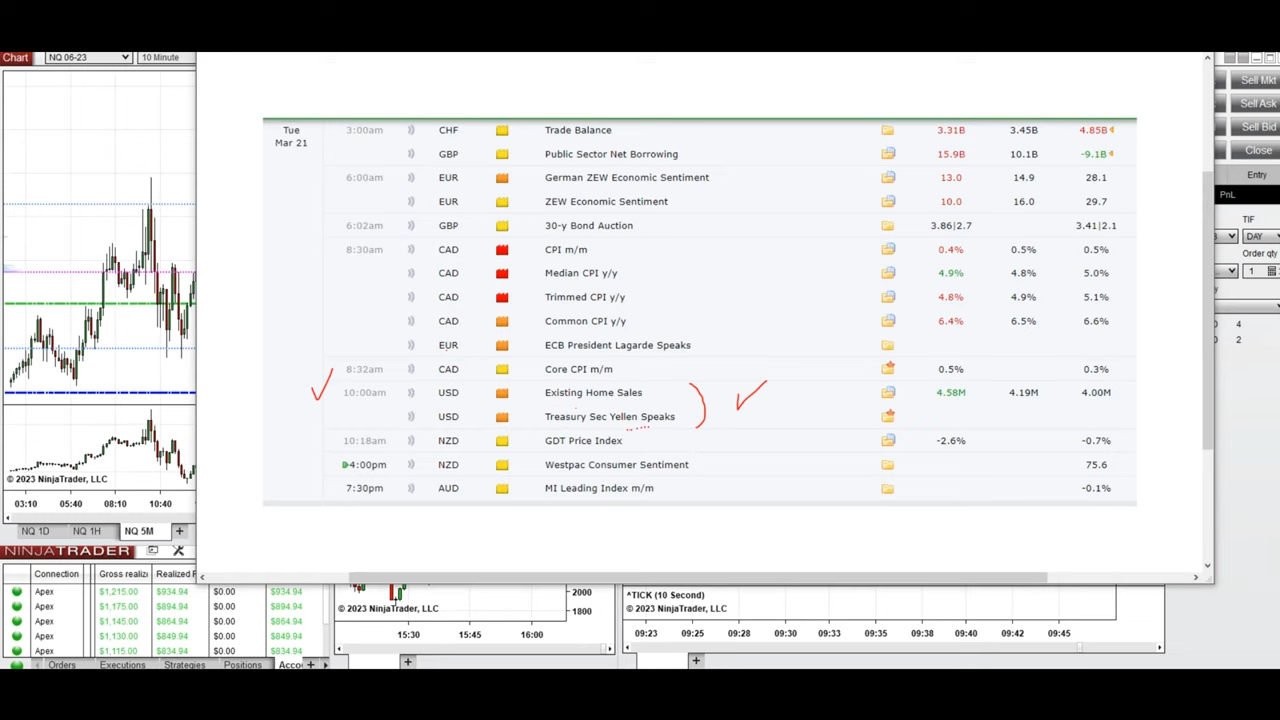 Chart
NQ 06-23
10 Minute
Sell Mkt
Sell Ask
Sell Bid
Close
Entry
PnL
TIF
DAY
Order qty
1
4
2
Tue
Mar 21
3:00am CHF Trade Balance 3.31B 3.45B 4.85B
GBP Public Sector Net Borrowing 15.9B 10.1B -9.1B
6:00am EUR German ZEW Economic Sentiment 13.0 14.9 28.1
EUR ZEW Economic Sentiment 10.0 16.0 29.7
6:02am GBP 30-y Bond Auction 3.86|2.7 3.41|2.1
8:30am CAD CPI m/m 0.4% 0.5% 0.5%
CAD Median CPI y/y 4.9% 4.8% 5.0%
CAD Trimmed CPI y/y 4.8% 4.9% 5.1%
CAD Common CPI y/y 6.4% 6.5% 6.6%
EUR ECB President Lagarde Speaks
8:32am CAD Core CPI m/m 0.5% 0.3%
10:00am USD Existing Home Sales 4.58M 4.19M 4.00M
USD Treasury Sec Yellen Speaks
10:18am NZD GDT Price Index -2.6% -0.7%
4:00pm NZD Westpac Consumer Sentiment 75.6
7:30pm AUD MI Leading Index m/m -0.1%
© 2023 NinjaTrader, LLC
03:10 05:40 08:10 10:40
NQ 1D NQ 1H NQ 5M +
NINJATRADER
Connection Gross realiz Realized F
Apex $1,215.00 $934.94 $0.00 $934.94
Apex $1,175.00 $894.94 $0.00 $894.94
Apex $1,145.00 $864.94 $0.00 $864.94
Apex $1,130.00 $849.94 $0.00 $849.94
Apex $1,115.00 $834.94 $0.00 $834.94
Orders Executions Strategies Positions Acco +
2000
1800
© 2023 NinjaTrader, LLC
15:30 15:45 16:00
+
^TICK (10 Second)
© 2023 NinjaTrader, LLC
09:23 09:25 09:28 09:30 09:33 09:35 09:37 09:40 09:42 09:45
+